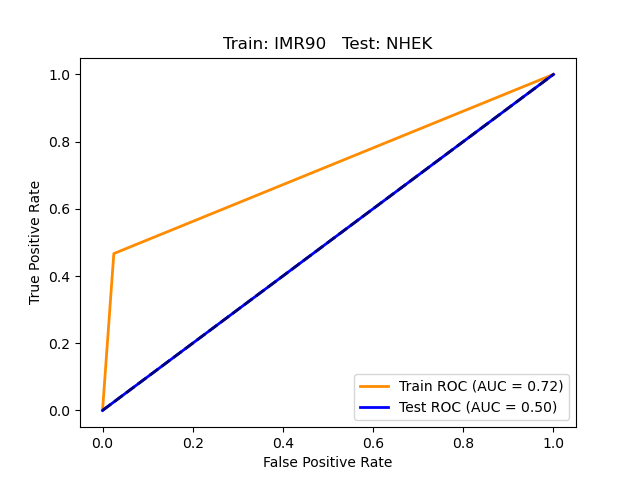 Train: IMR90   Test: NHEK
1.0
0.8
0.6
0.4
0.2
0.0
True Positive Rate
Train ROC (AUC = 0.72)
Test ROC (AUC = 0.50)
0.0 0.2 0.4 0.6 0.8 1.0
False Positive Rate